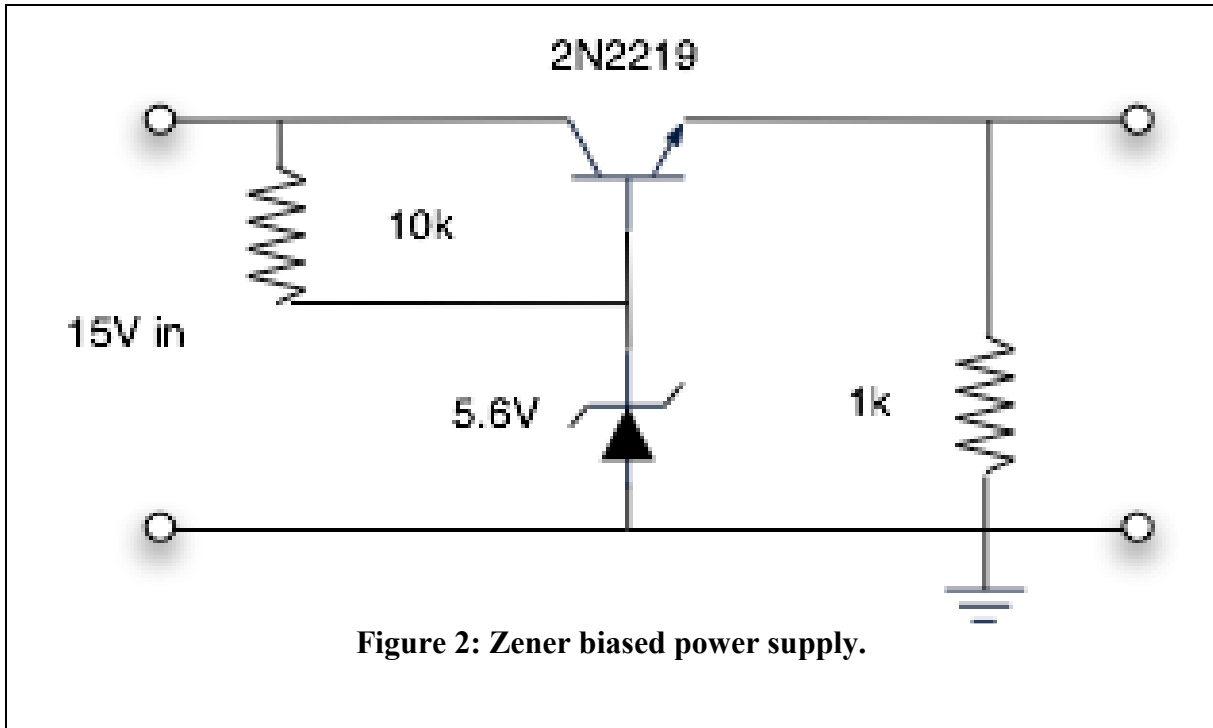 2N2219
10k
15V in
5.6V
1k
Figure 2: Zener biased power supply.